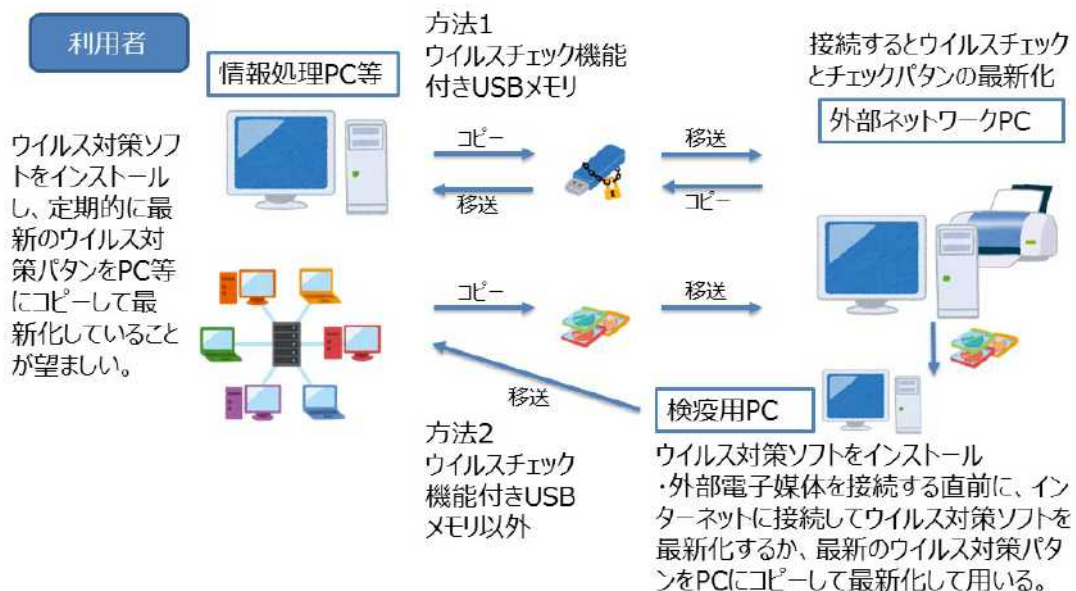 利用者
情報処理PC等
ウイルス対策ソフ
トをインストール
し、定期的に最
新のウイルス対
策パタンをPC等
にコピーして最
新化していること
が望ましい。
方法1
ウイルスチェック機能
付きUSBメモリ
コピー
移送
移送
コピー
接続するとウイルスチェック
とチェックパタンの最新化
外部ネットワークPC
コピー
移送
移送
方法2
ウイルスチェック
機能付きUSB
メモリ以外
検疫用PC
ウイルス対策ソフトをインストール
・外部電子媒体を接続する直前に、イン
ターネットに接続してウイルス対策ソフトを
最新化するか、最新のウイルス対策パタ
ンをPCにコピーして最新化して用いる。